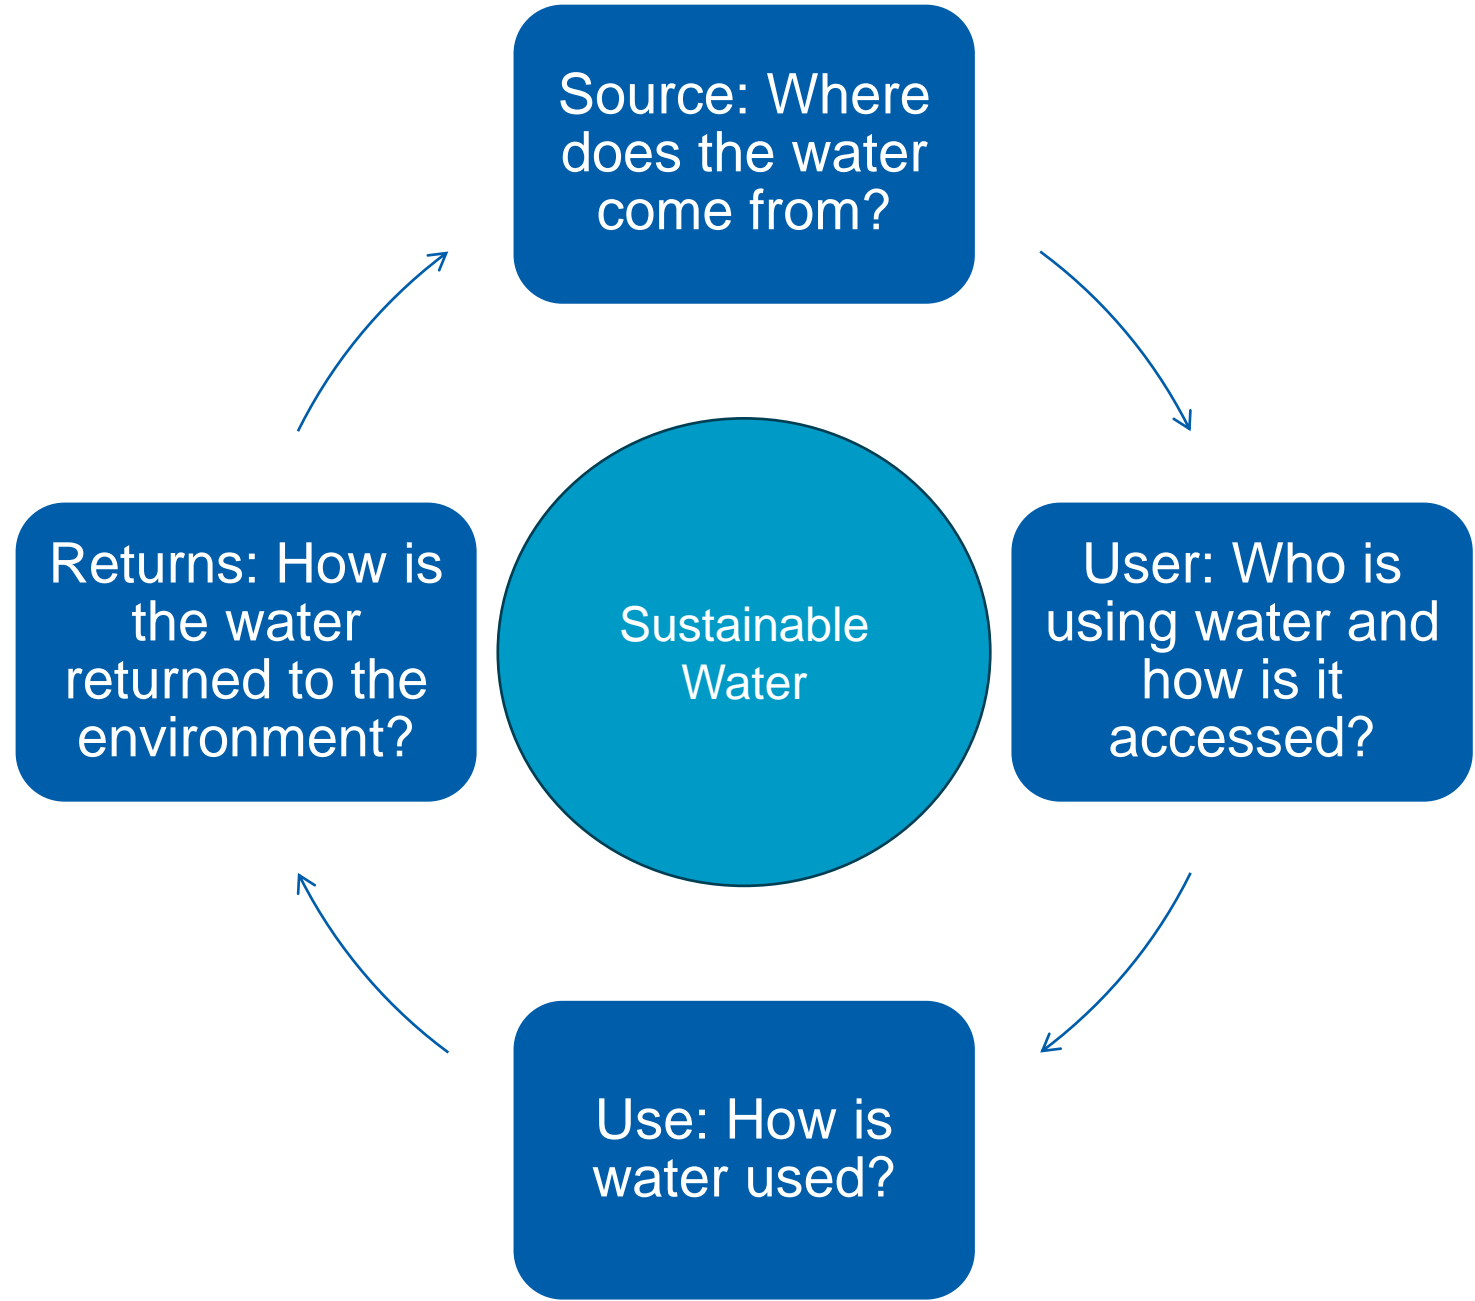 Source: Where
does the water
come from?
Returns: How is
the water
returned to the
environment?
Sustainable
Water
User: Who is
using water and
how is it
accessed?
Use: How is
water used?